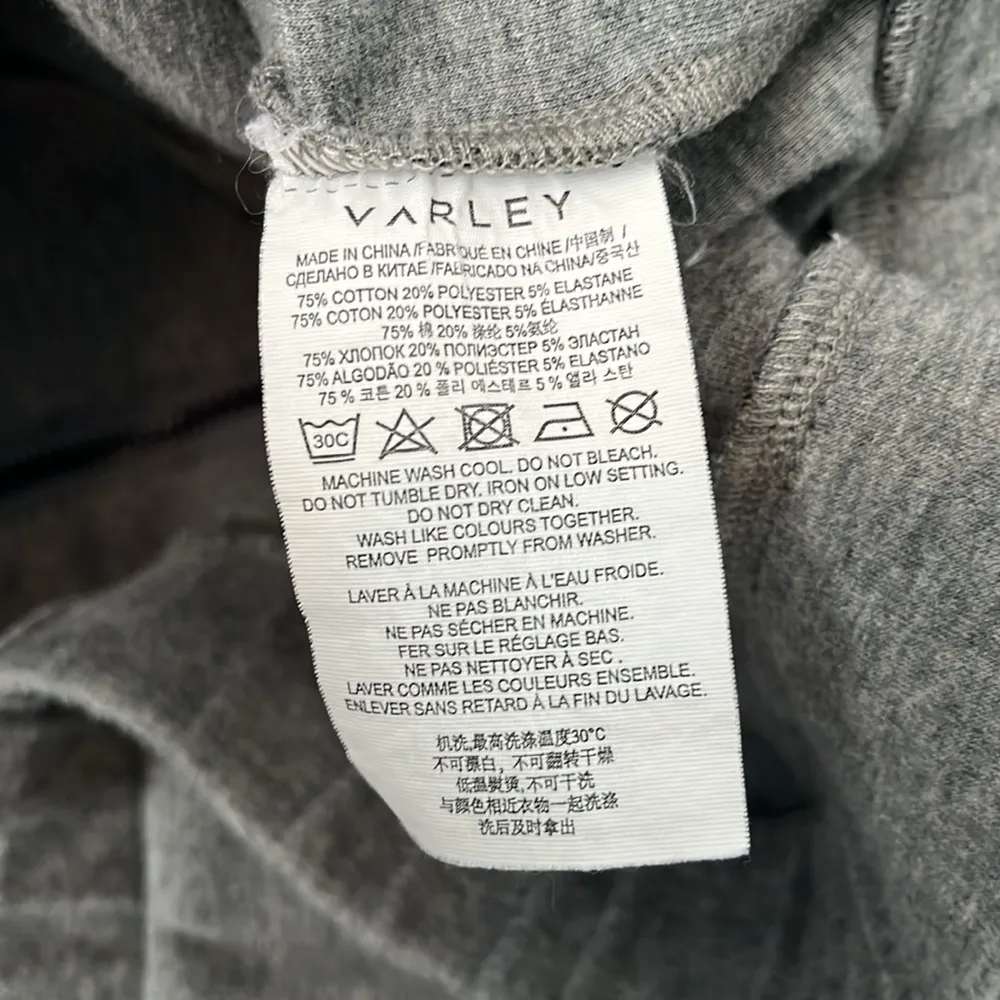 VARLEY
MADE IN CHINA /FABRIQUÉ EN CHINE /中国制 /
СДЕЛАНО В КИТАЕ /FABRICADO NA CHINA/중국산
75% COTTON 20% POLYESTER 5% ELASTANE
75% COTON 20% POLYESTER 5% ÉLASTHANNE
75% 棉 20% 涤纶 5%氨纶
75% ХЛОПОК 20% ПОЛИЭСТЕР 5% ЭЛАСТАН
75% ALGODÃO 20 % POLIÉSTER 5% ELASTANO
75 % 코튼 20 % 폴리 에스테르 5 % 엘라 스탄
30C
MACHINE WASH COOL. DO NOT BLEACH.
DO NOT TUMBLE DRY. IRON ON LOW SETTING.
DO NOT DRY CLEAN.
WASH LIKE COLOURS TOGETHER.
REMOVE PROMPTLY FROM WASHER.
LAVER À LA MACHINE À L'EAU FROIDE.
NE PAS BLANCHIR.
NE PAS SÉCHER EN MACHINE.
FER SUR LE RÉGLAGE BAS.
NE PAS NETTOYER À SEC .
LAVER COMME LES COULEURS ENSEMBLE.
ENLEVER SANS RETARD À LA FIN DU LAVAGE.
机洗,最高洗涤温度30°C
不可漂白，不可翻转干燥
低温熨烫,不可干洗
与颜色相近衣物一起洗涤
洗后及时拿出